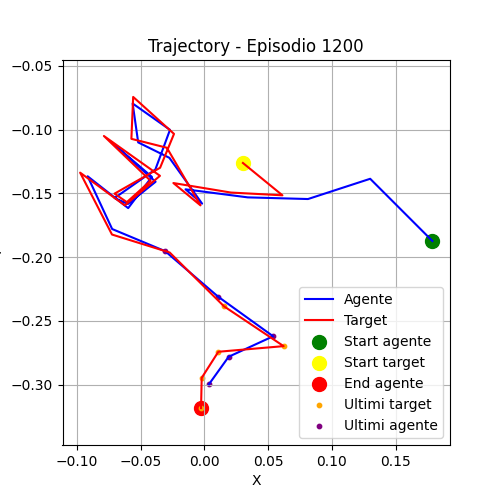 Trajectory - Episodio 1200
−0.05
−0.10
−0.15
−0.20
−0.25
−0.30
Agente
Target
Start agente
Start target
End agente
Ultimi target
Ultimi agente
−0.10
−0.05
0.00
0.05
0.10
0.15
X